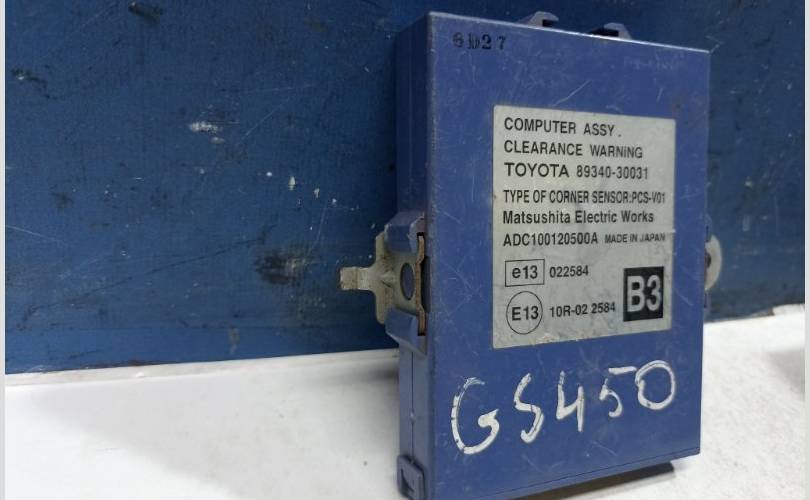 6D27
COMPUTER ASSY.
CLEARANCE WARNING
TOYOTA 89340-30031
TYPE OF CORNER SENSOR:PCS-V01
Matsushita Electric Works
ADC100120500A MADE IN JAPAN
e13 022584
E13 10R-02 2584
B3
GS450